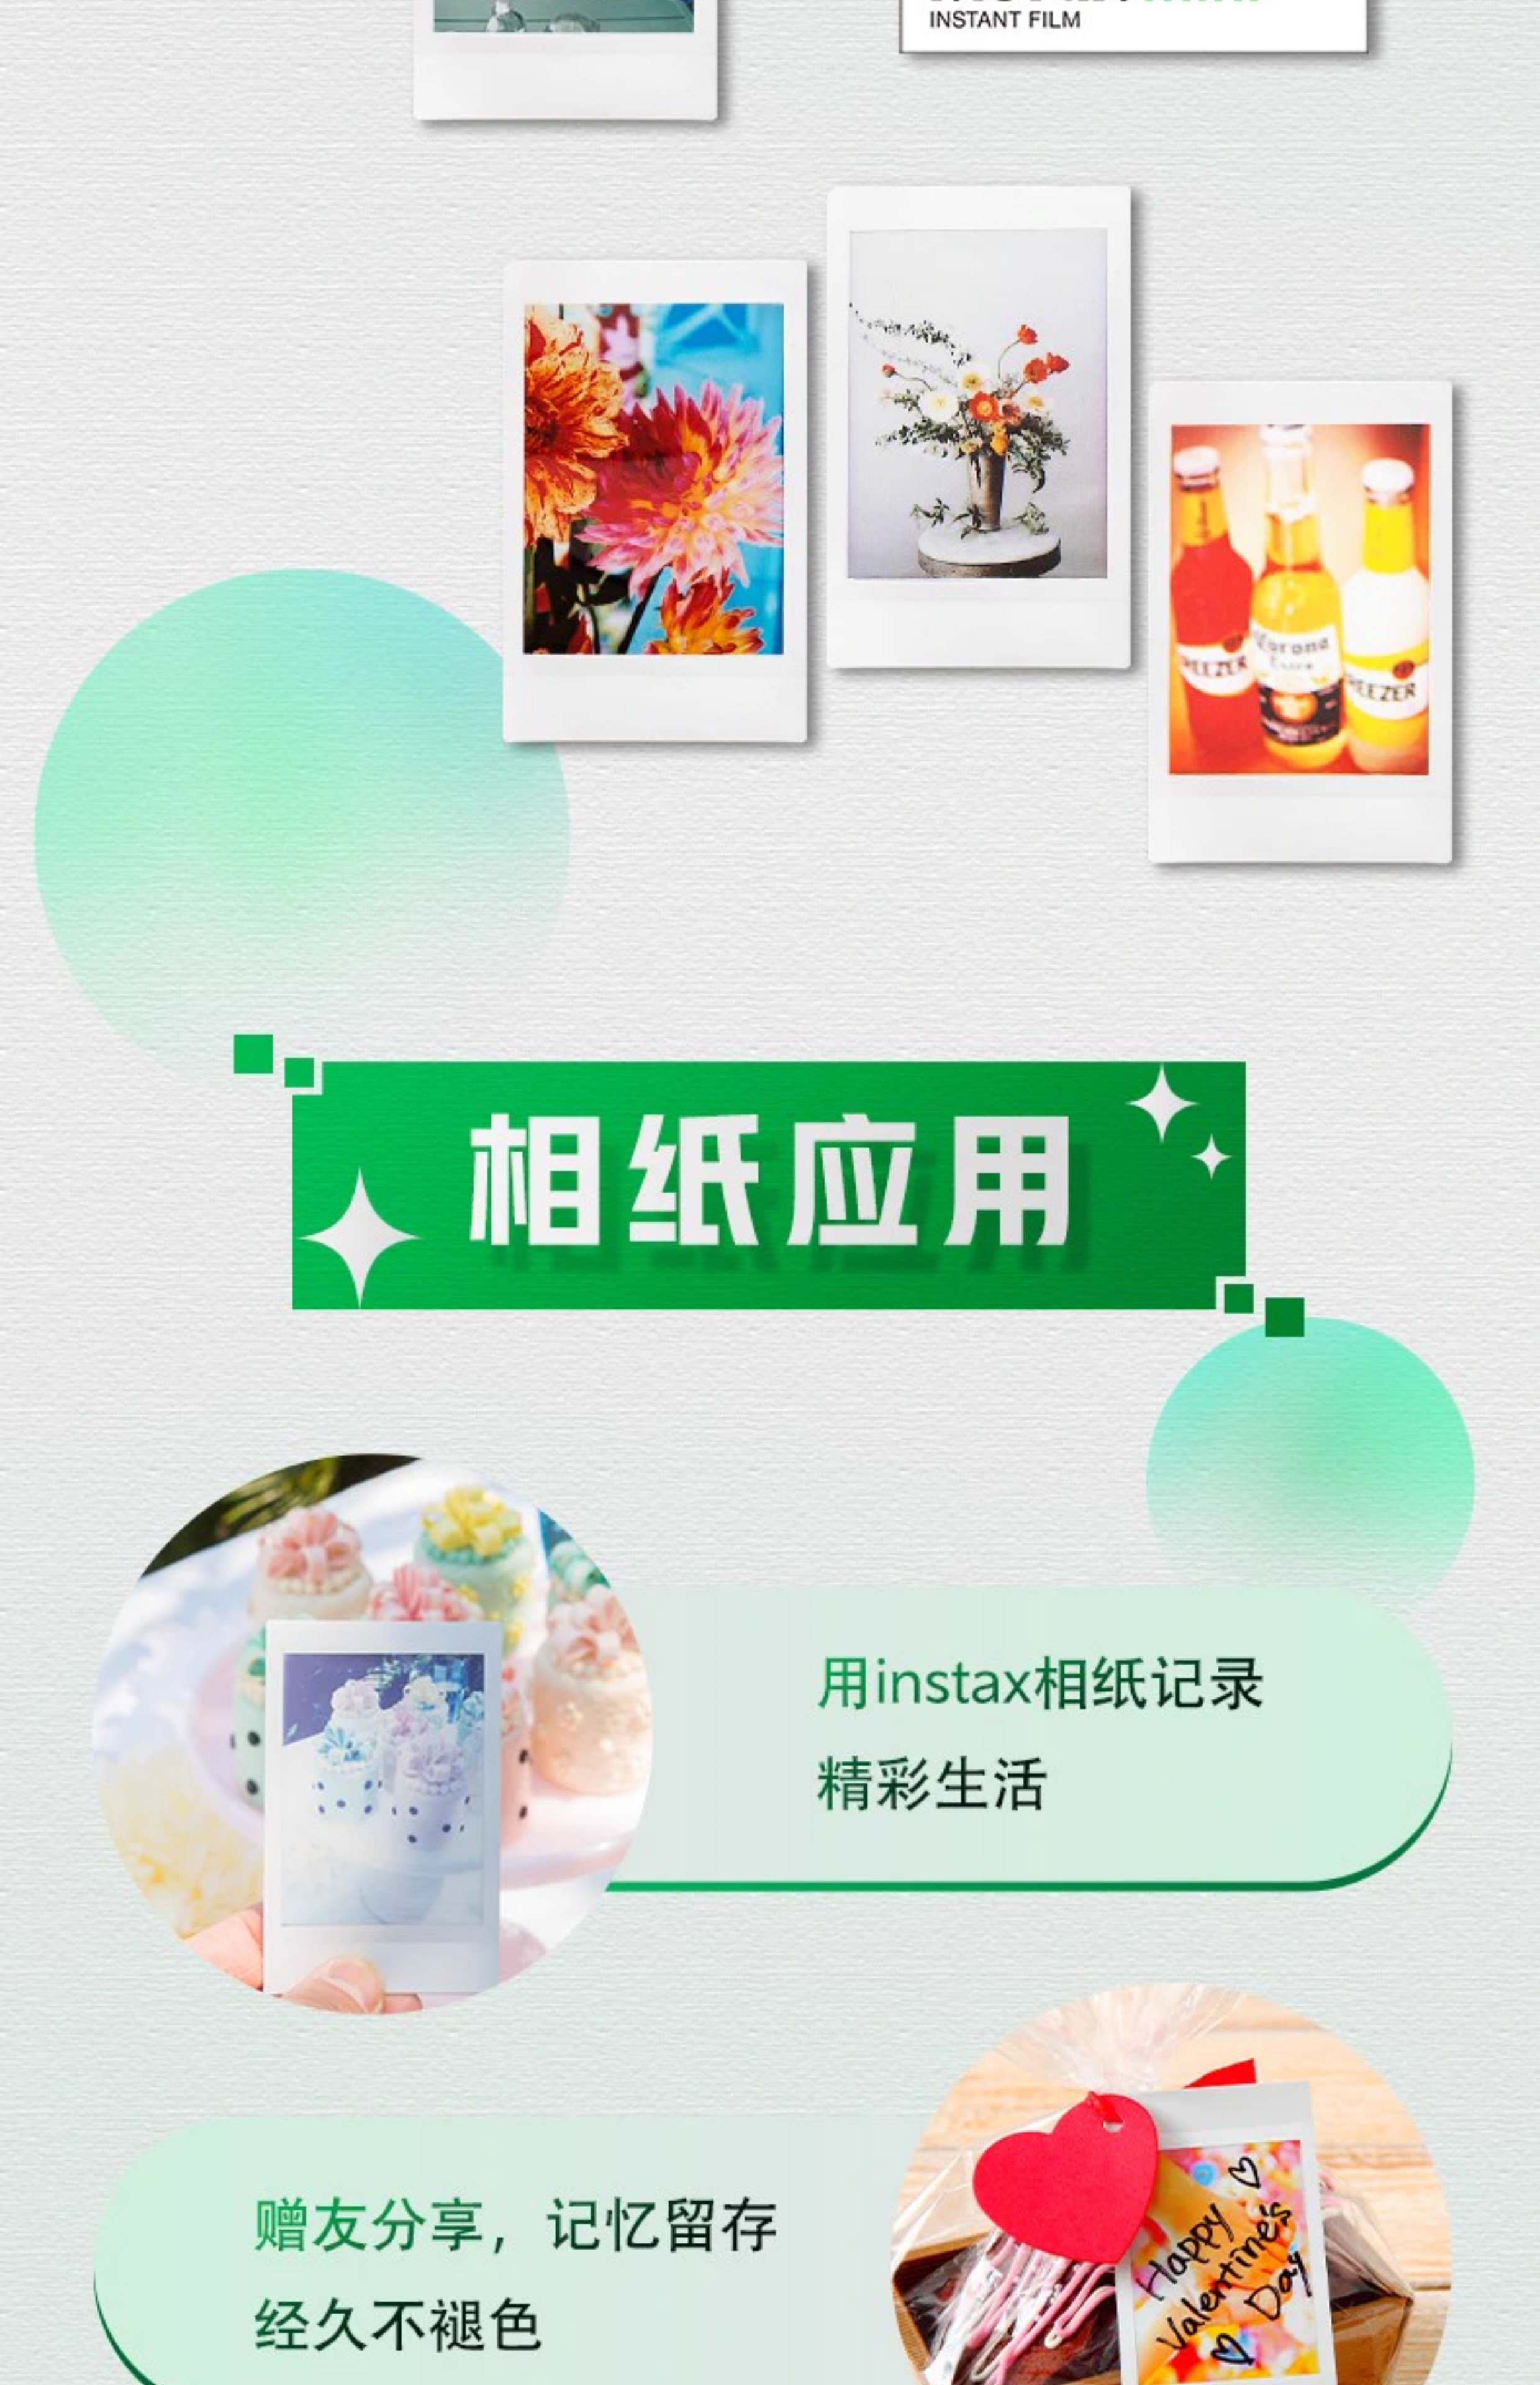 INSTANT FILM
Corona
Extra
REEZER
REEZER
相纸应用
用instax相纸记录
精彩生活
赠友分享，记忆留存
经久不褪色
Happy
Valentine's
Day